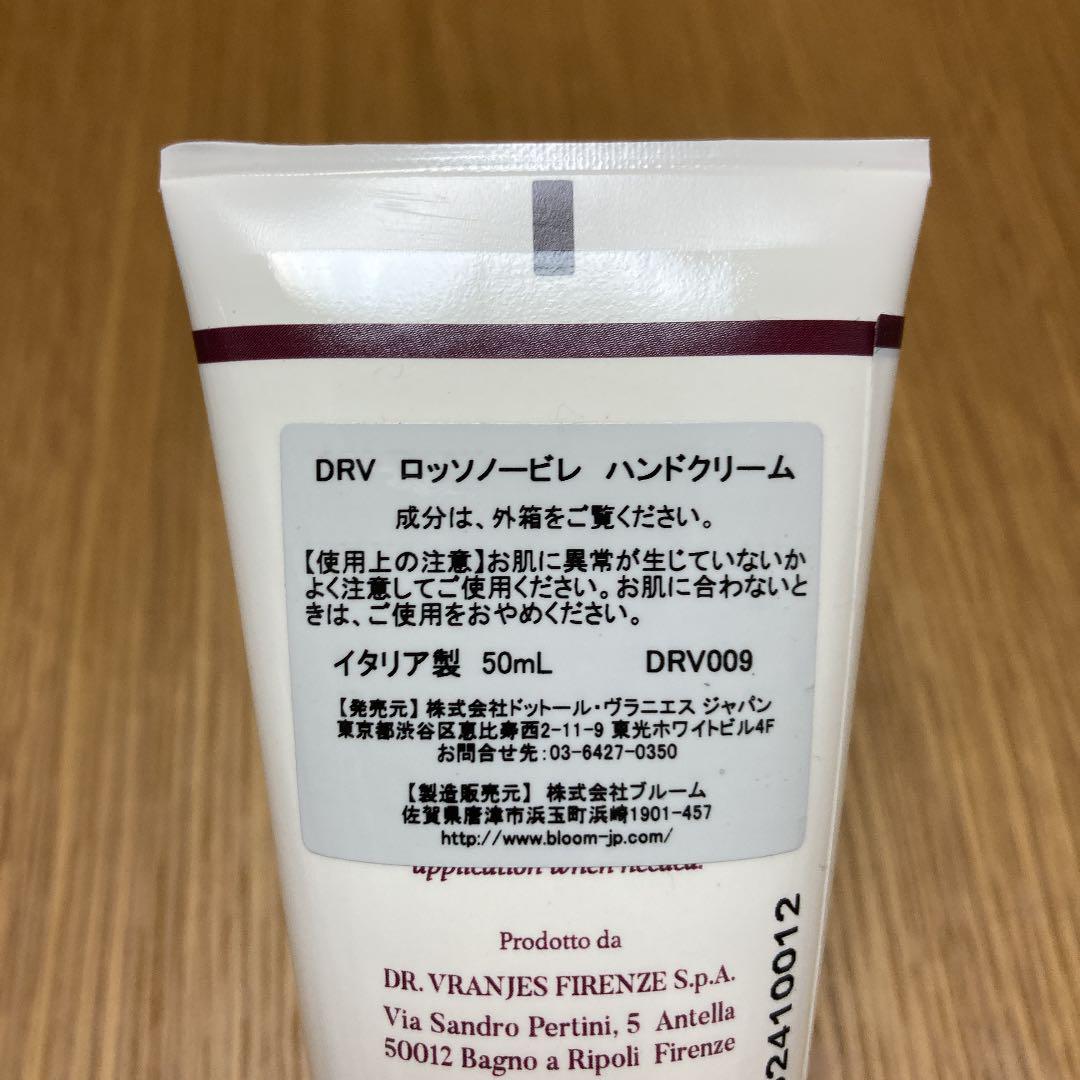 DRV ロッソノービレ ハンドクリーム
成分は、外箱をご覧ください。
【使用上の注意】お肌に異常が生じていないか
よく注意してご使用ください。お肌に合わないと
きは、ご使用をおやめください。
イタリア製 50mL DRV009
【発売元】株式会社ドットール・ヴラニエス ジャパン
東京都渋谷区恵比寿西2-11-9 東光ホワイトビル4F
お問合せ先:03-6427-0350
【製造販売元】 株式会社ブルーム
佐賀県唐津市浜玉町浜崎1901-457
http://www.bloom-jp.com/
application when needed.
Prodotto da
DR. VRANJES FIRENZE S.p.A.
Via Sandro Pertini, 5 Antella
50012 Bagno a Ripoli Firenze